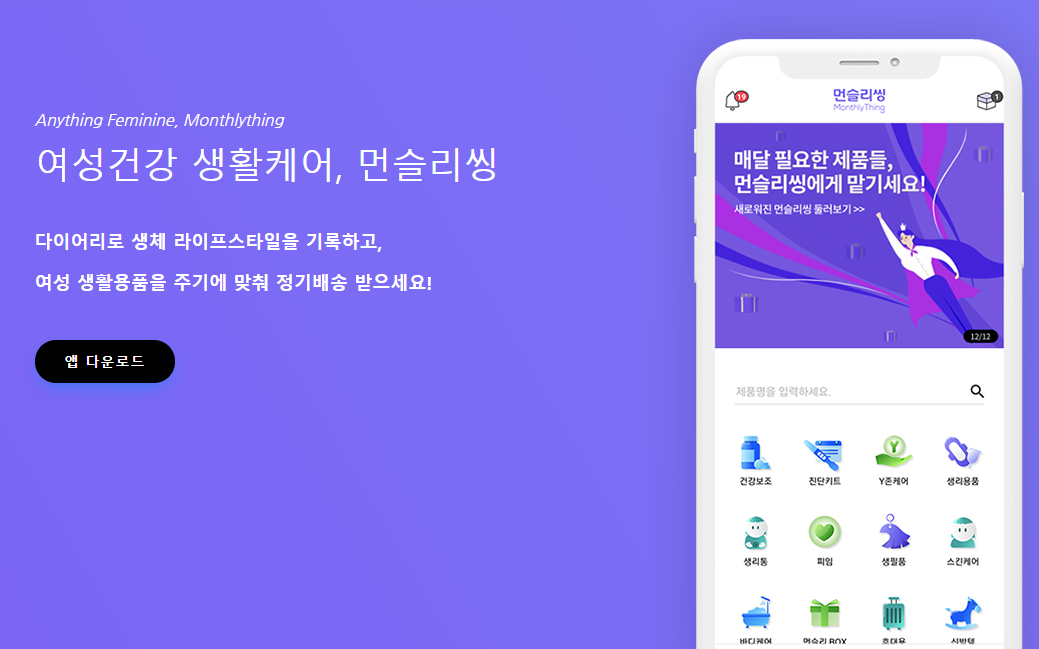 Anything Feminine, Monthlything
여성건강 생활케어, 먼슬리씽
다이어리로 생체 라이프스타일을 기록하고,
여성 생활용품을 주기에 맞춰 정기배송 받으세요!
앱 다운로드
19
먼슬리씽
MonthlyThing
1
매달 필요한 제품들,
먼슬리씽에게 맡기세요!
새로워진 먼슬리씽 둘러보기 >>
12/12
제품명을 입력하세요.
건강보조 진단키트 Y존케어 생리용품
생리통 피임 생필품 스킨케어
바디케어 먼슬리 BOX 휴대용